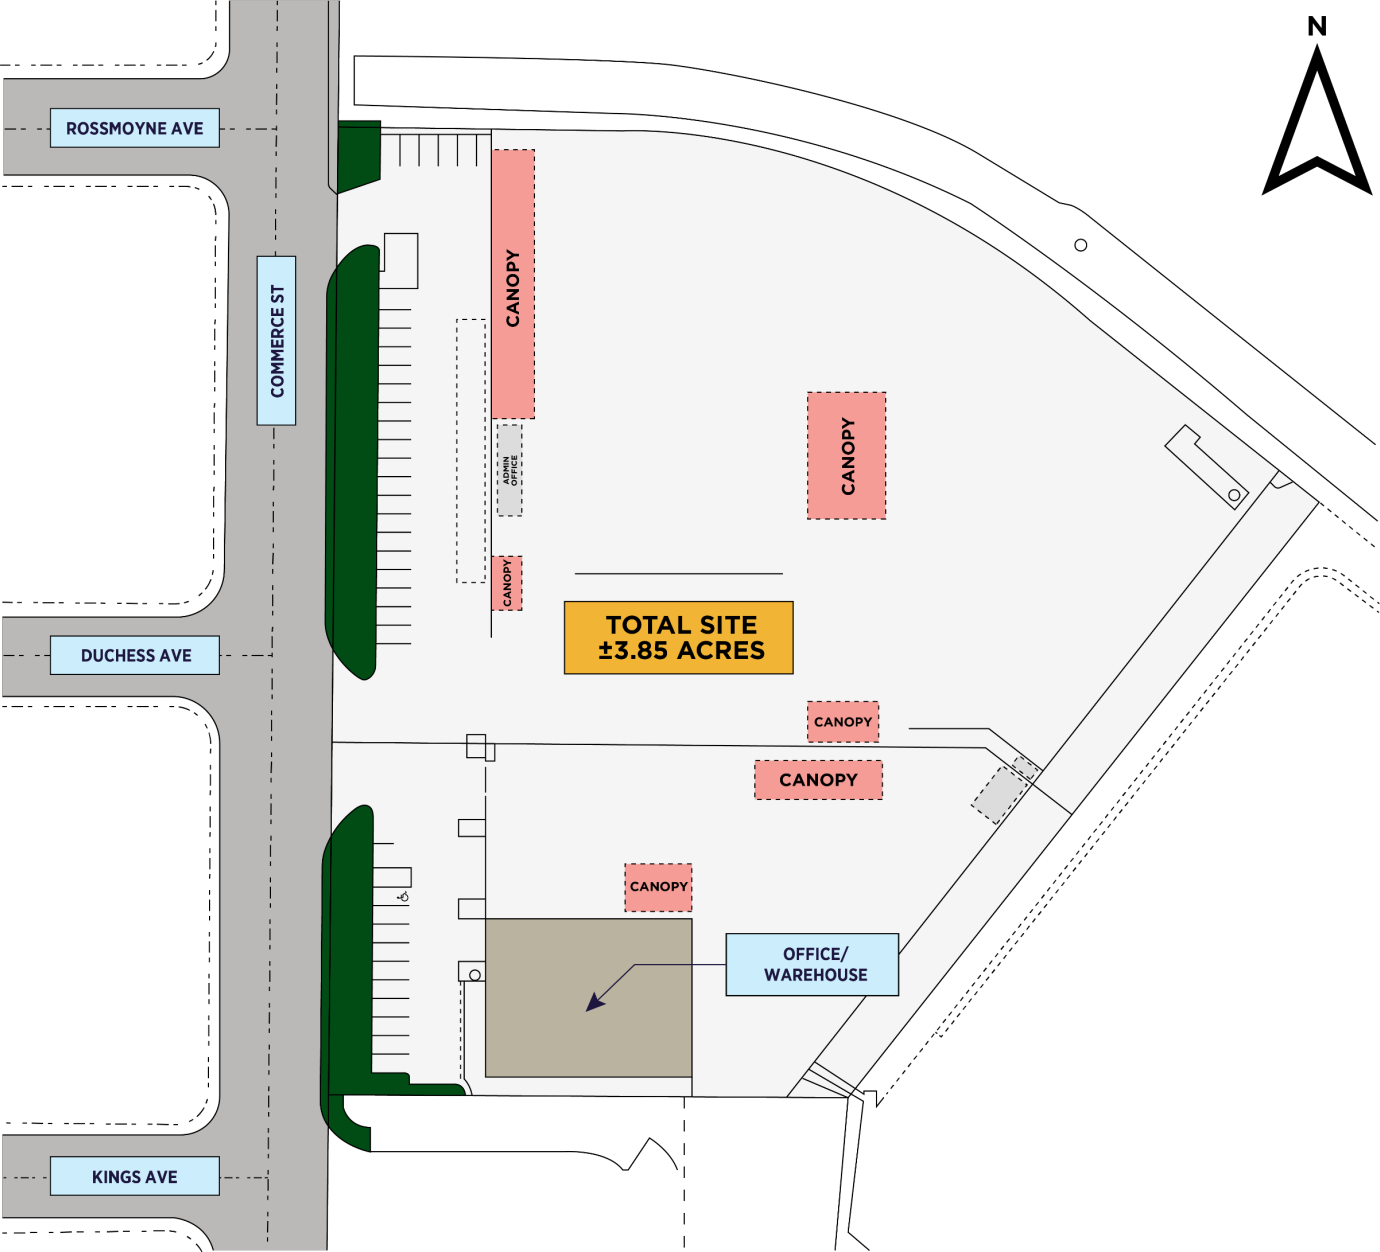 N
ROSSMOYNE AVE
COMMERCE ST
CANOPY
ADMIN
OFFICE
CANOPY
CANOPY
TOTAL SITE
±3.85 ACRES
DUCHESS AVE
CANOPY
CANOPY
CANOPY
OFFICE/
WAREHOUSE
KINGS AVE